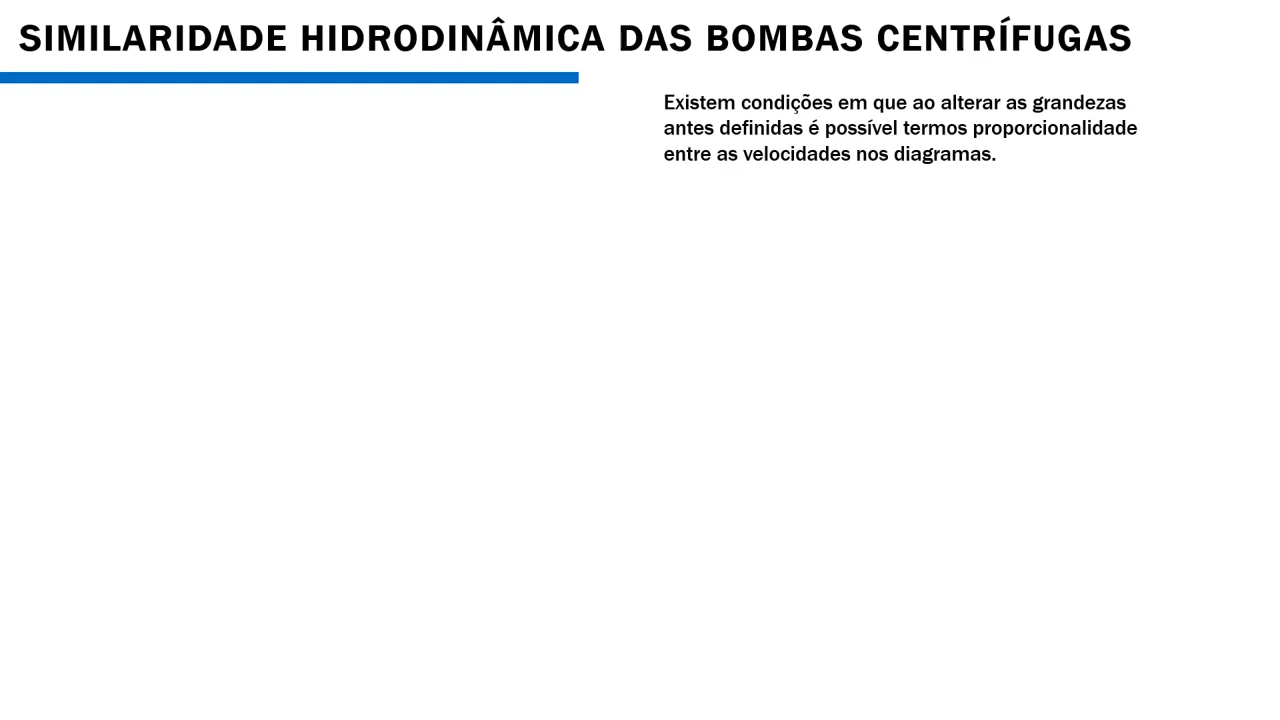 SIMILARIDADE HIDRODINÂMICA DAS BOMBAS CENTRÍFUGAS
Existem condições em que ao alterar as grandezas
antes definidas é possível termos proporcionalidade
entre as velocidades nos diagramas.